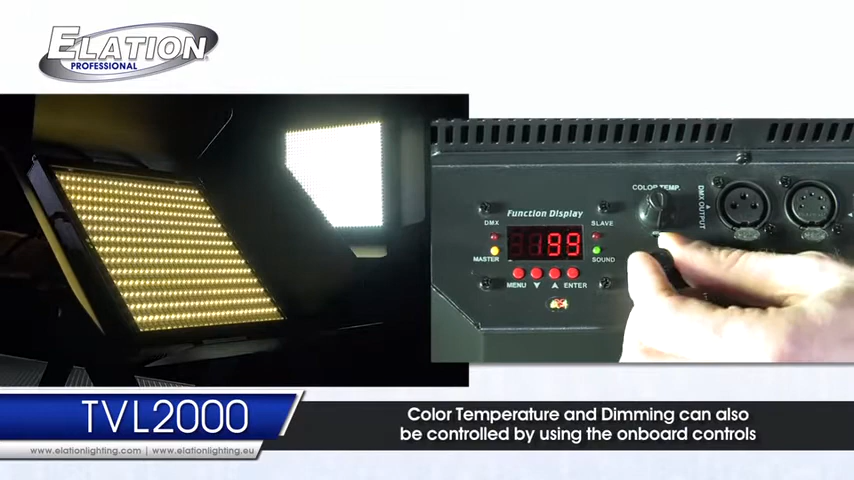 ELATION
PROFESSIONAL
Function Display
COLOR TEMP.
DMX
SLAVE
99
MASTER
SOUND
MENU
ENTER
DMX OUTPUT
TVL2000
Color Temperature and Dimming can also
be controlled by using the onboard controls
www.elationlighting.com | www.elationlighting.eu